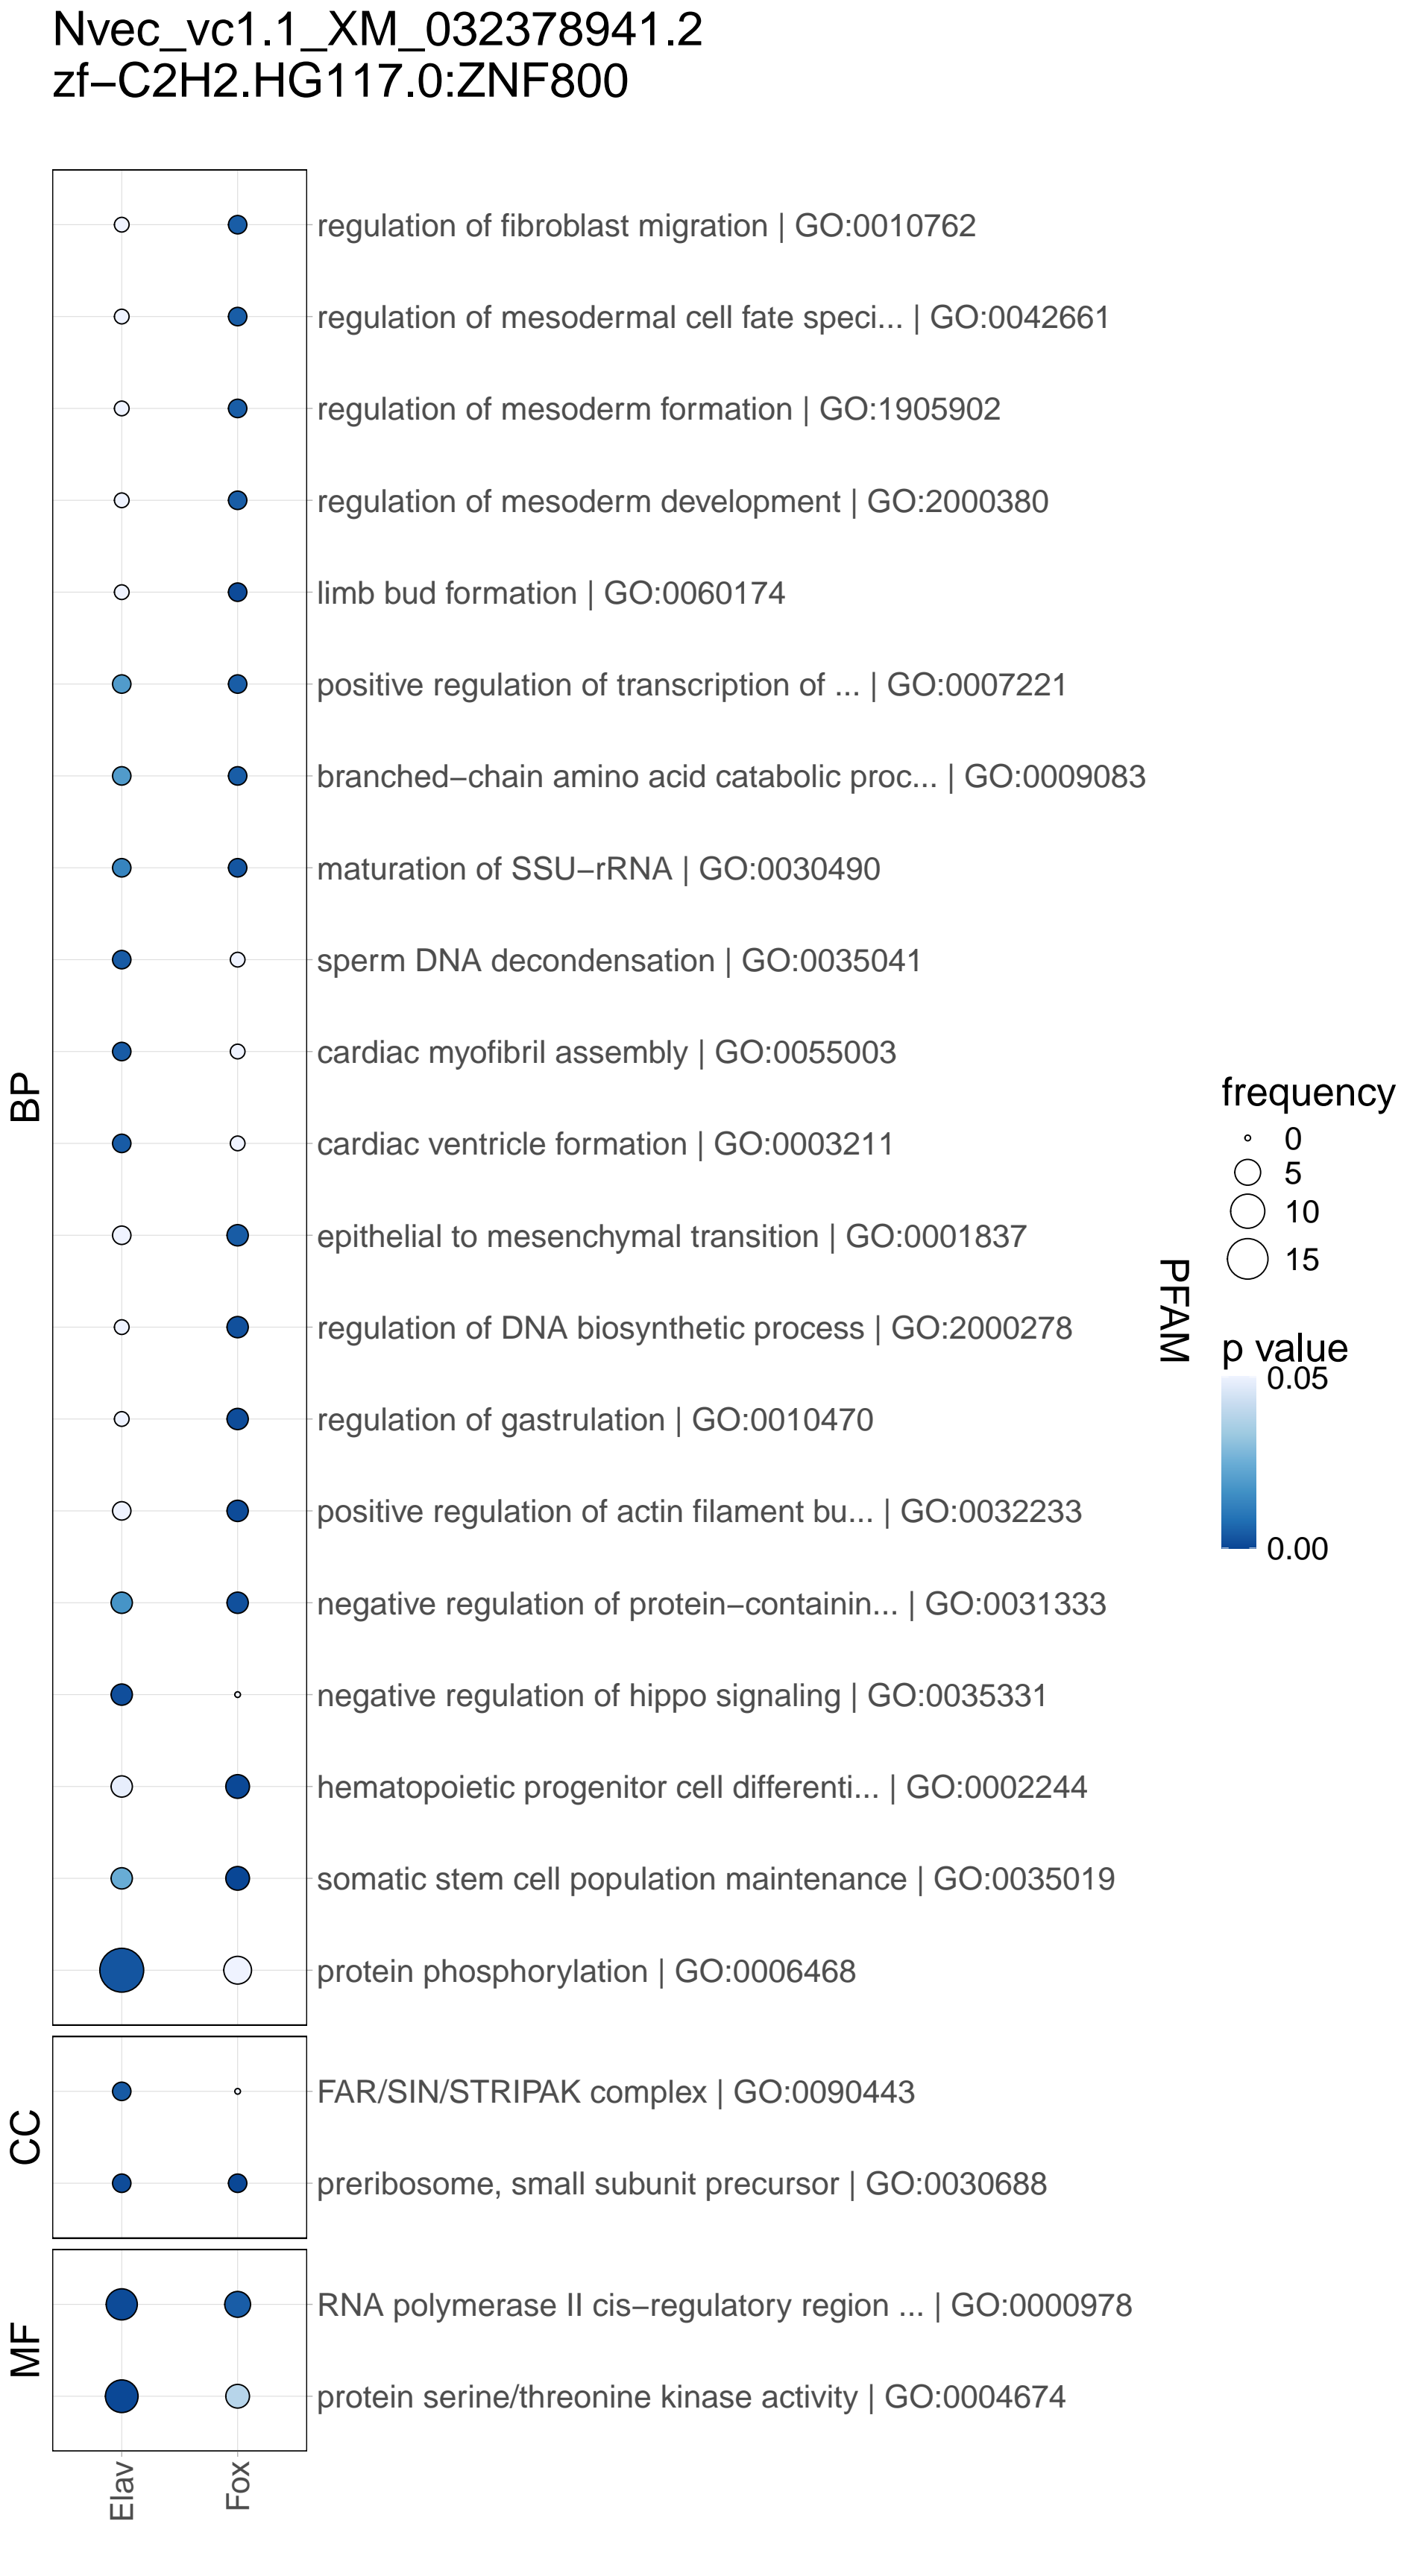 Nvec_vc1.1_XM_032378941.2
zf−C2H2.HG117.0:ZNF800
BP
regulation of fibroblast migration | GO:0010762
regulation of mesodermal cell fate speci... | GO:0042661
regulation of mesoderm formation | GO:1905902
regulation of mesoderm development | GO:2000380
limb bud formation | GO:0060174
positive regulation of transcription of ... | GO:0007221
branched−chain amino acid catabolic proc... | GO:0009083
maturation of SSU−rRNA | GO:0030490
sperm DNA decondensation | GO:0035041
cardiac myofibril assembly | GO:0055003
cardiac ventricle formation | GO:0003211
epithelial to mesenchymal transition | GO:0001837
regulation of DNA biosynthetic process | GO:2000278
regulation of gastrulation | GO:0010470
positive regulation of actin filament bu... | GO:0032233
negative regulation of protein−containin... | GO:0031333
negative regulation of hippo signaling | GO:0035331
hematopoietic progenitor cell differenti... | GO:0002244
somatic stem cell population maintenance | GO:0035019
protein phosphorylation | GO:0006468
CC
FAR/SIN/STRIPAK complex | GO:0090443
preribosome, small subunit precursor | GO:0030688
MF
RNA polymerase II cis−regulatory region ... | GO:0000978
protein serine/threonine kinase activity | GO:0004674
Elav
Fox
PFAM
frequency
0
5
10
15
p value
0.05
0.00